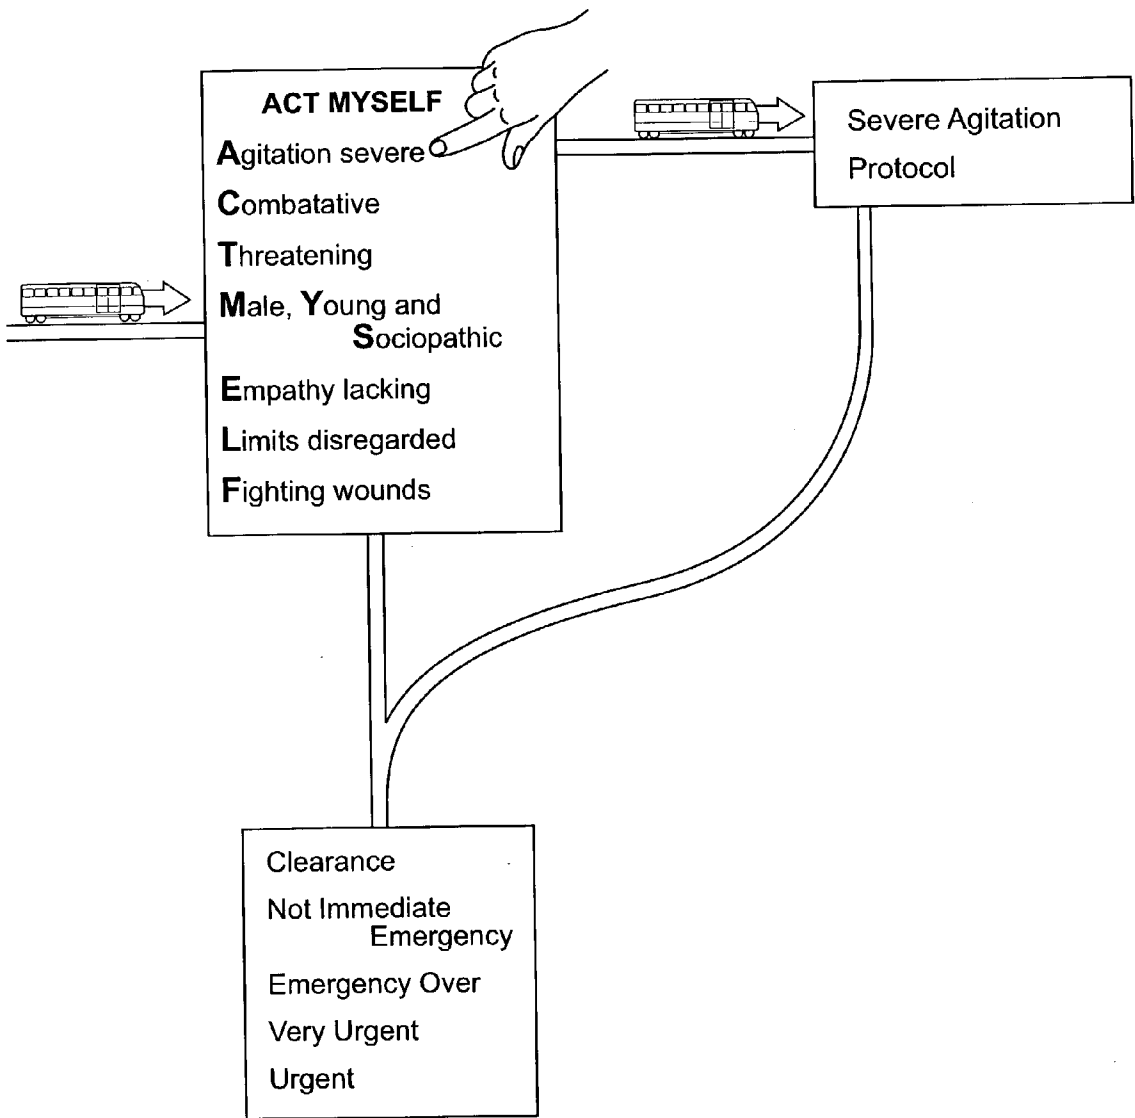 ACT MYSELF
Agitation severe
Combatative
Threatening
Male, Young and
Sociopathic
Empathy lacking
Limits disregarded
Fighting wounds
Severe Agitation
Protocol
Clearance
Not Immediate
Emergency
Emergency Over
Very Urgent
Urgent